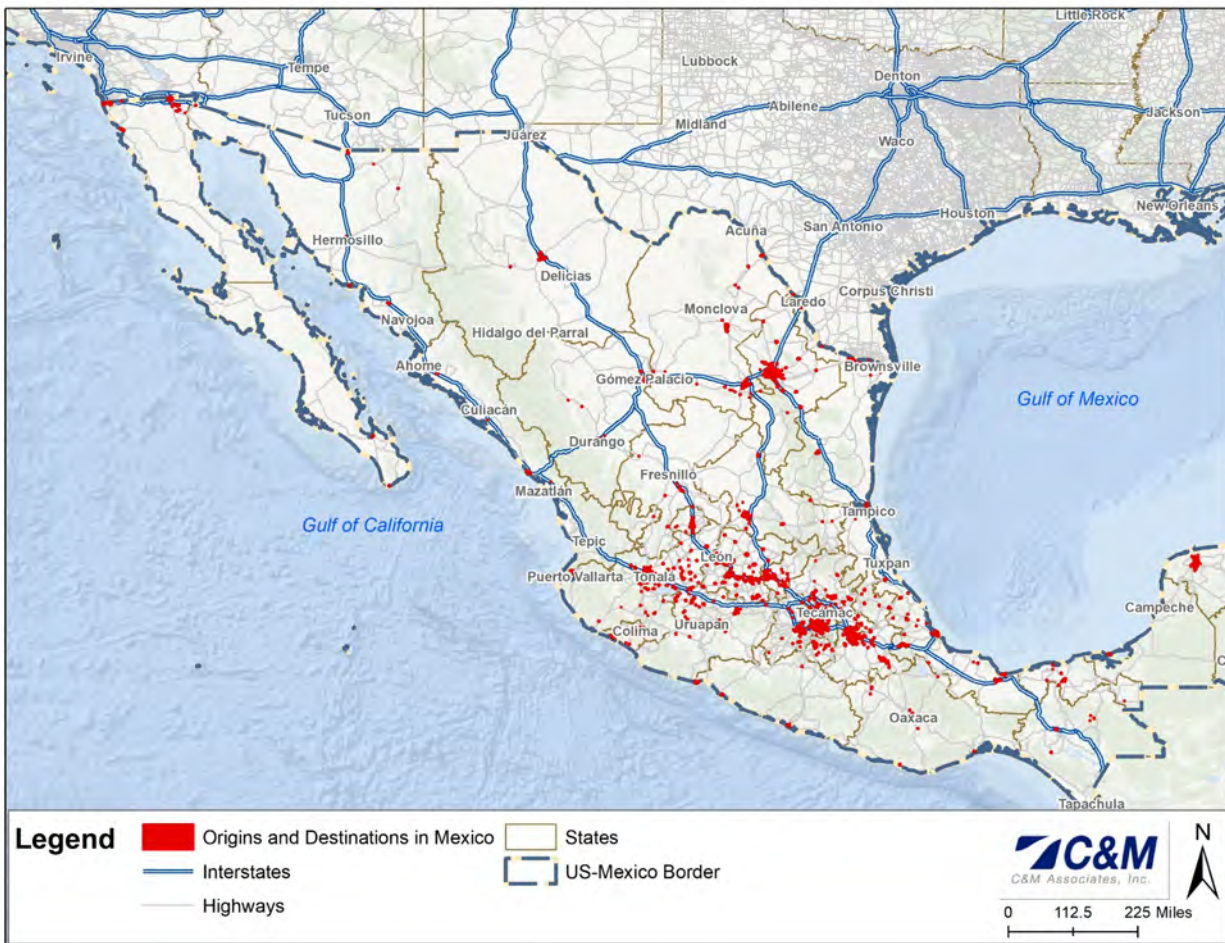 Little Rock
Irvine
Lubbock
Denton
Tempe
Abilene
Jackson
Midland
Tucson
Waco
Juárez
New Orleans
Houston
San Antonio
Acuña
Hermosillo
Delicias
Corpus Christi
Laredo
Monclova
Navojoa
Hidalgo del Parral
Ahome
Brownsville
Gómez Palacio
Gulf of Mexico
Culiacán
Durango
Fresnillo
Mazatlán
Tampico
Gulf of California
Tepic
León
Tuxpan
Puerto Vallarta
Tonalá
Campeche
Tecamac
Uruapan
Colima
C
Oaxaca
Tapachula
Legend
Origins and Destinations in Mexico
States
Interstates
US-Mexico Border
Highways
C&M
C&M Associates, Inc.
N
0 112.5 225 Miles